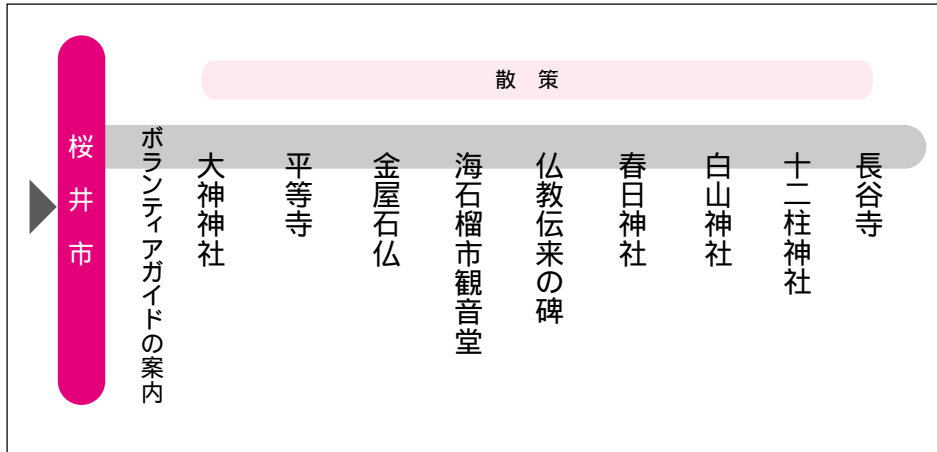 桜井市
散策
ボランティアガイドの案内
大神神社
平等寺
金屋石仏
海石榴市観音堂
仏教伝来の碑
春日神社
白山神社
十二柱神社
長谷寺